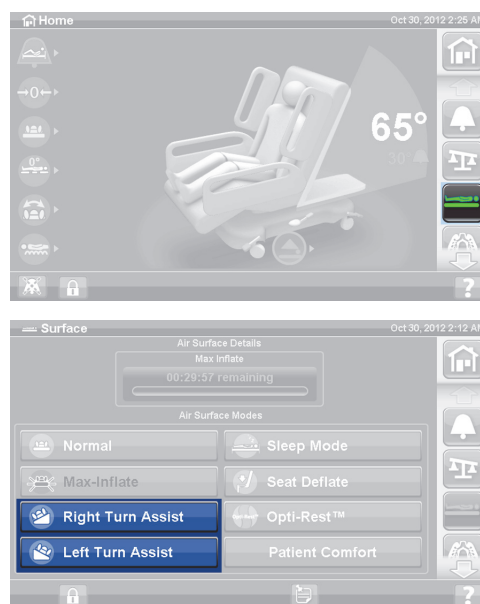 Home
Oct 30, 2012 2:25 AM
→0←
65°
30
0°
?
Surface
Oct 30, 2012 2:12 AM
Air Surface Details
Max Inflate
00:29:57 remaining
Air Surface Modes
Normal
Sleep Mode
Max-Inflate
Seat Deflate
Right Turn Assist
Opti-Rest™
Left Turn Assist
Patient Comfort
?